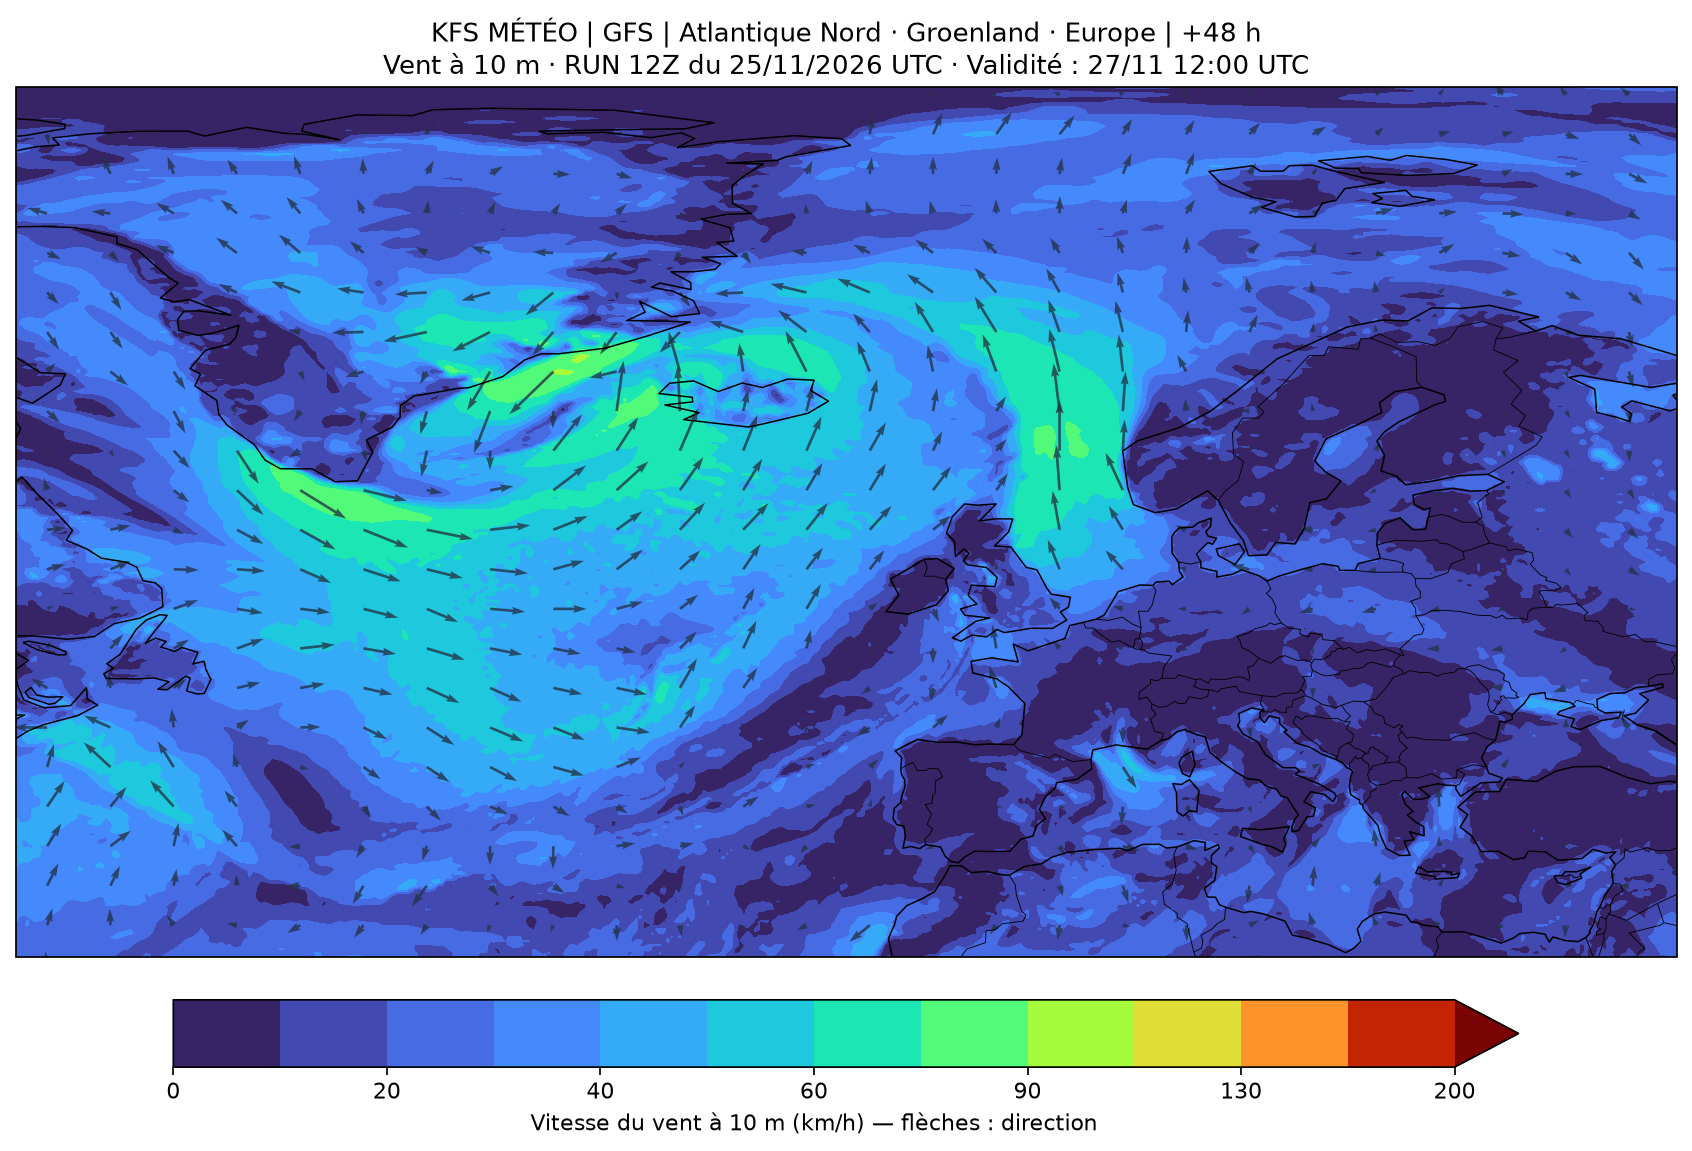 KFS MÉTÉO | GFS | Atlantique Nord · Groenland · Europe | +48 h
Vent à 10 m · RUN 12Z du 25/11/2026 UTC · Validité : 27/11 12:00 UTC
0 20 40 60 90 130 200
Vitesse du vent à 10 m (km/h) — flèches : direction